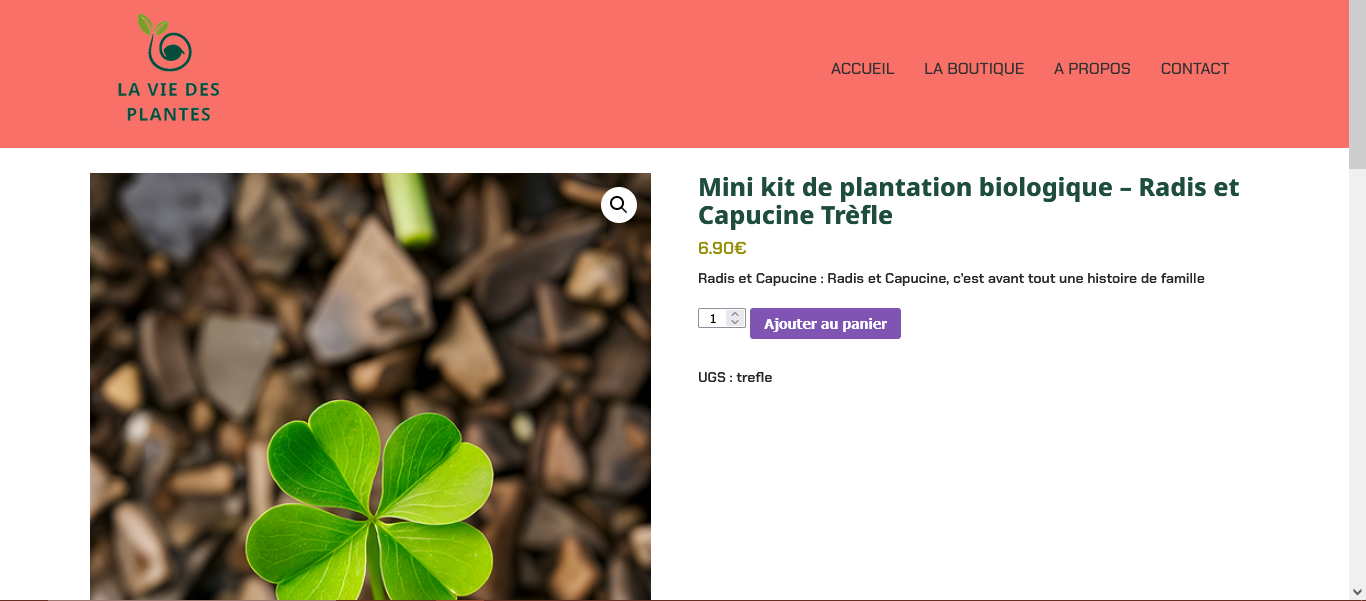 LA VIE DES
PLANTES
ACCUEIL LA BOUTIQUE A PROPOS CONTACT
Mini kit de plantation biologique – Radis et
Capucine Trèfle
6.90€
Radis et Capucine : Radis et Capucine, c'est avant tout une histoire de famille
1 Ajouter au panier
UGS : trefle